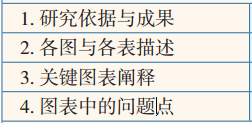 1. 研究依据与成果
2. 各图与各表描述
3. 关键图表阐释
4. 图表中的问题点